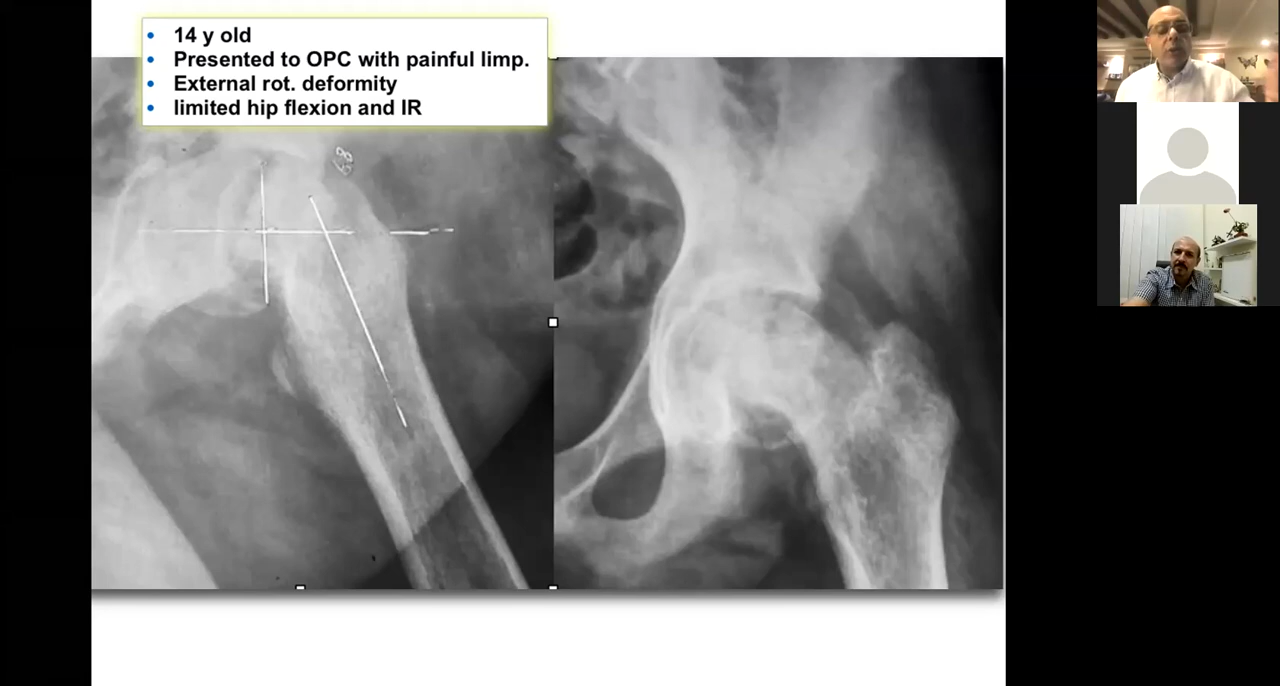 14 y old
Presented to OPC with painful limp.
External rot. deformity
limited hip flexion and IR